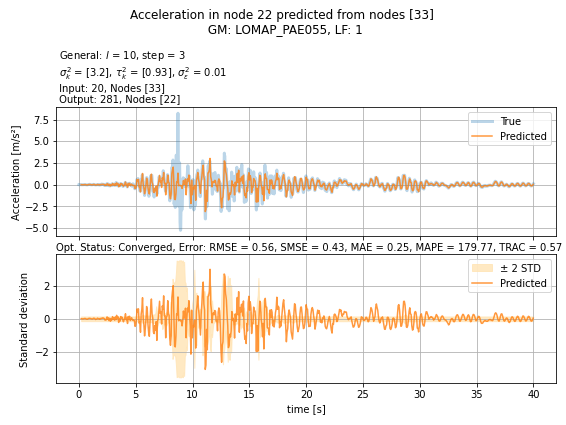 Acceleration in node 22 predicted from nodes [33]
GM: LOMAP_PAE055, LF: 1
General: l = 10, step = 3
σ²ₖ = [3.2], τ²ₖ = [0.93], σ²ε = 0.01
Input: 20, Nodes [33]
Output: 281, Nodes [22]
Acceleration [m/s²]
7.5
5.0
2.5
0.0
−2.5
−5.0
True
Predicted
Opt. Status: Converged, Error: RMSE = 0.56, SMSE = 0.43, MAE = 0.25, MAPE = 179.77, TRAC = 0.57
Standard deviation
2
0
−2
± 2 STD
Predicted
0 5 10 15 20 25 30 35 40
time [s]